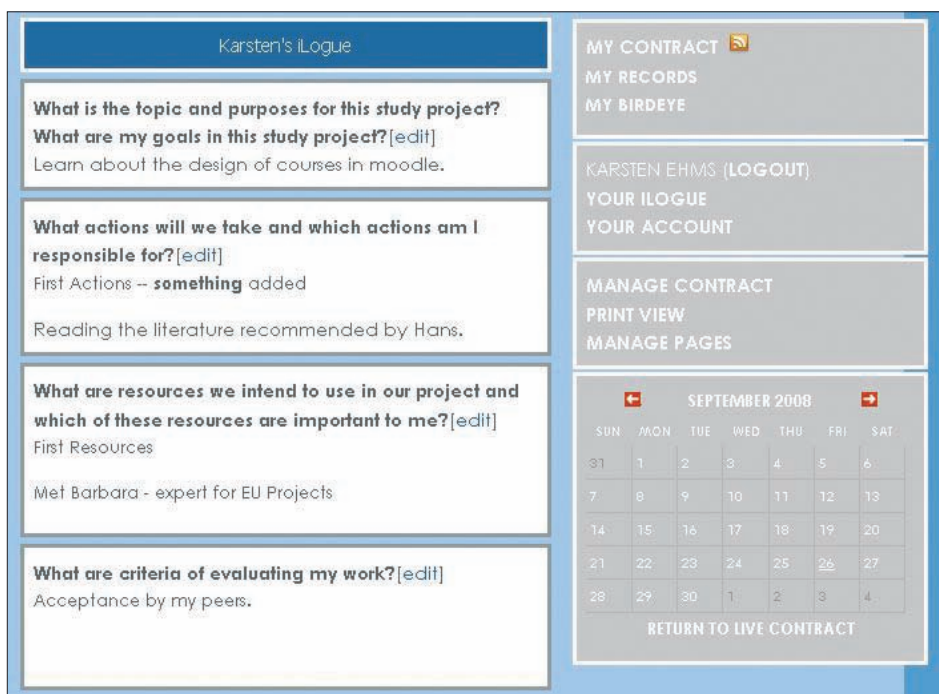 Karsten's iLogue
What is the topic and purposes for this study project?
What are my goals in this study project?[edit]
Learn about the design of courses in moodle.
What actions will we take and which actions am I
responsible for?[edit]
First Actions -- something added
Reading the literature recommended by Hans.
What are resources we intend to use in our project and
which of these resources are important to me?[edit]
First Resources
Met Barbara - expert for EU Projects
What are criteria of evaluating my work?[edit]
Acceptance by my peers.
MY CONTRACT
MY RECORDS
MY BIRDEYE
KARSTEN EHMS (LOGOUT)
YOUR ILOGUE
YOUR ACCOUNT
MANAGE CONTRACT
PRINT VIEW
MANAGE PAGES
SEPTEMBER 2008
SUN MON TUE WED THU FRI SAT
31 1 2 3 4 5 6
7 8 9 10 11 12 13
14 15 16 17 18 19 20
21 22 23 24 25 26 27
28 29 30 1 2 3 4
RETURN TO LIVE CONTRACT